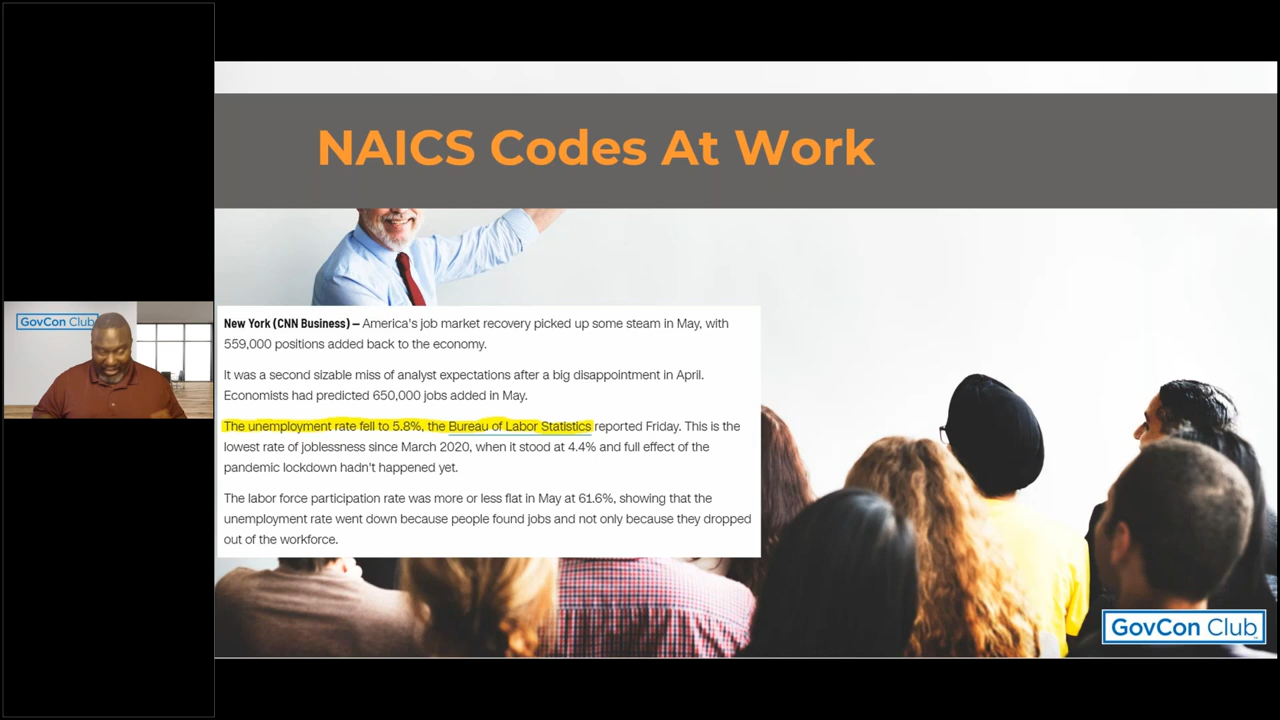 NAICS Codes At Work
GovCon Club
New York (CNN Business) — America's job market recovery picked up some steam in May, with
559,000 positions added back to the economy.
It was a second sizable miss of analyst expectations after a big disappointment in April.
Economists had predicted 650,000 jobs added in May.
The unemployment rate fell to 5.8%, the Bureau of Labor Statistics reported Friday. This is the
lowest rate of joblessness since March 2020, when it stood at 4.4% and full effect of the
pandemic lockdown hadn't happened yet.
The labor force participation rate was more or less flat in May at 61.6%, showing that the
unemployment rate went down because people found jobs and not only because they dropped
out of the workforce.
GovCon Club